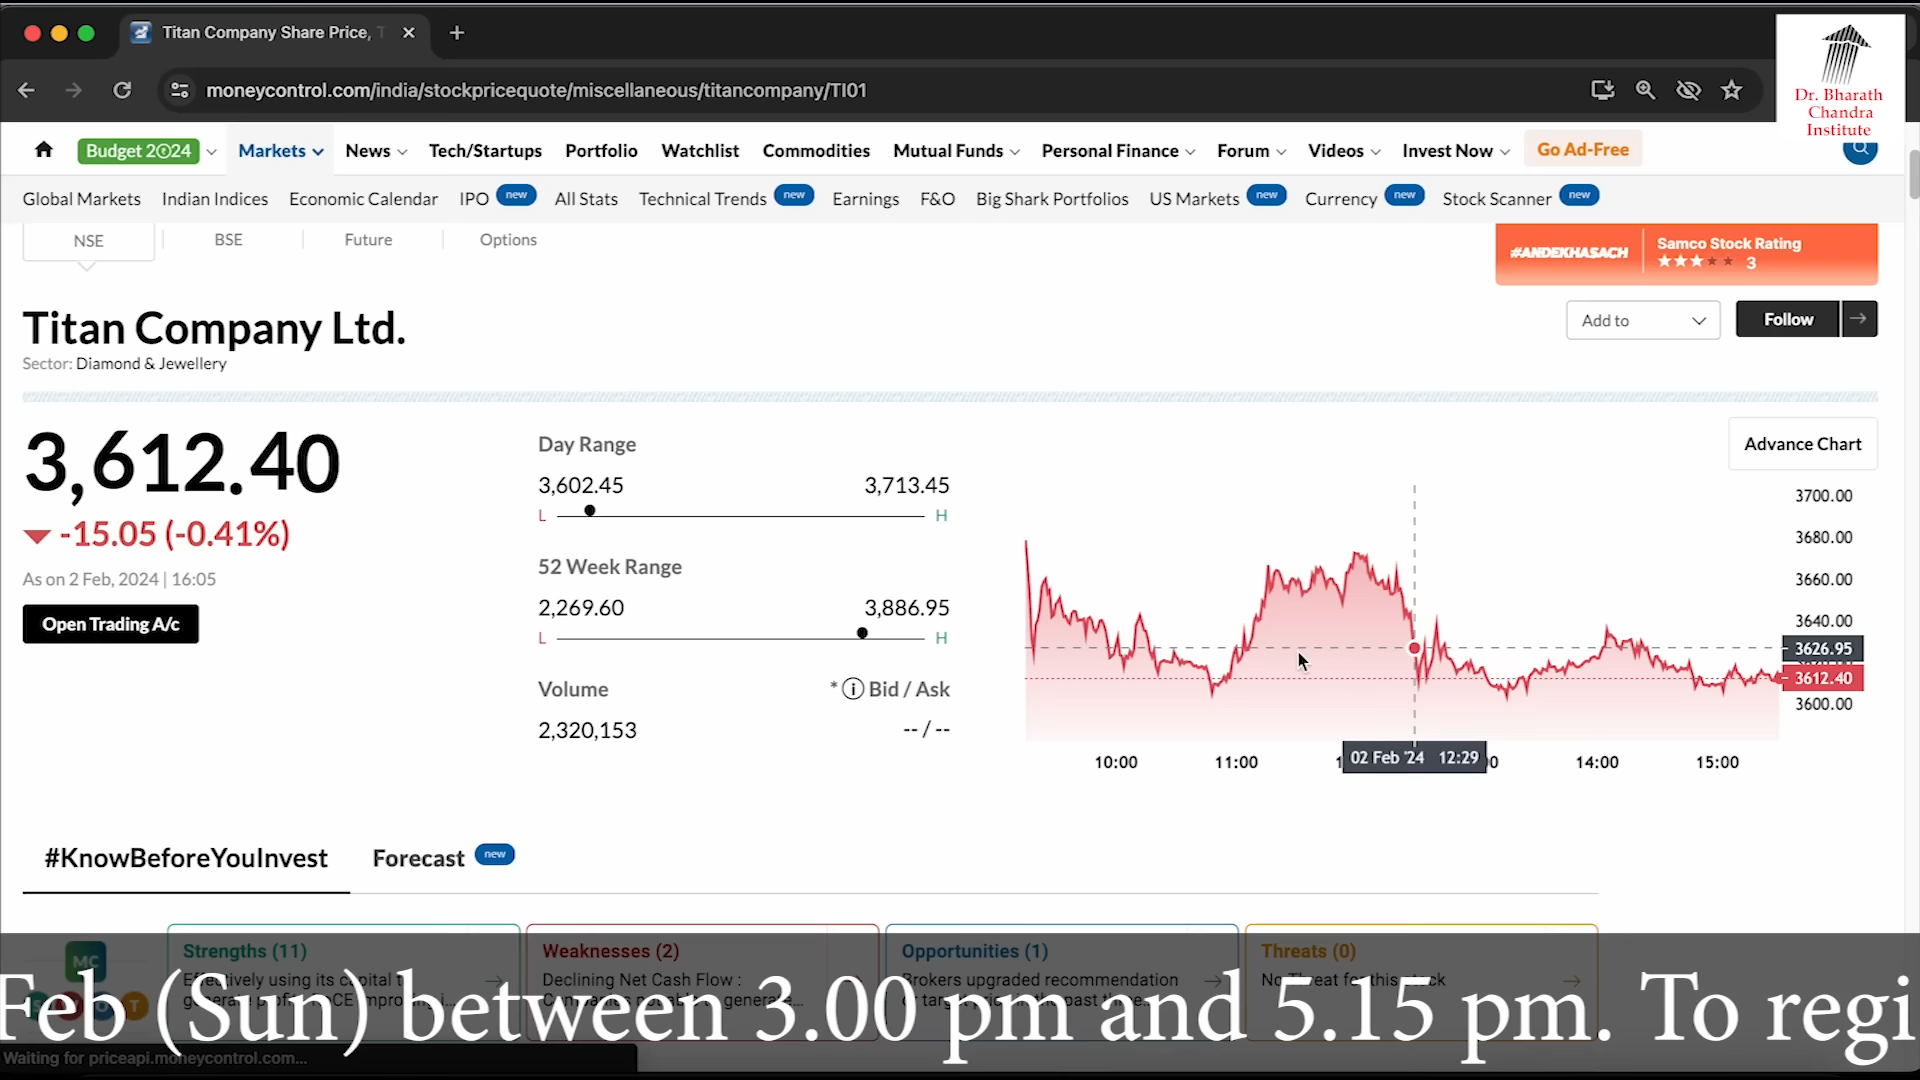 Titan Company Share Price, T
moneycontrol.com/india/stockpricequote/miscellaneous/titancompany/TI01
Dr. Bharath
Chandra
Institute
Budget 2024 Markets News Tech/Startups Portfolio Watchlist Commodities Mutual Funds Personal Finance Forum Videos Invest Now Go Ad-Free
Global Markets Indian Indices Economic Calendar IPO new All Stats Technical Trends new Earnings F&O Big Shark Portfolios US Markets new Currency new Stock Scanner new
NSE BSE Future Options
#ANDEKHASACH Samco Stock Rating
3
Titan Company Ltd.
Sector: Diamond & Jewellery
Add to Follow
3,612.40
-15.05 (-0.41%)
As on 2 Feb, 2024 | 16:05
Open Trading A/c
Day Range
3,602.45 3,713.45
L H
52 Week Range
2,269.60 3,886.95
L H
Volume * Bid / Ask
2,320,153 -- / --
Advance Chart
3700.00
3680.00
3660.00
3640.00
3626.95
3612.40
3600.00
10:00 11:00 02 Feb '24 12:29 14:00 15:00
#KnowBeforeYouInvest Forecast new
MC
Strengths (11) Weaknesses (2) Opportunities (1) Threats (0)
Declining Net Cash Flow : Brokers upgraded recommendation
Feb (Sun) between 3.00 pm and 5.15 pm. To regi
Waiting for priceapi.moneycontrol.com...